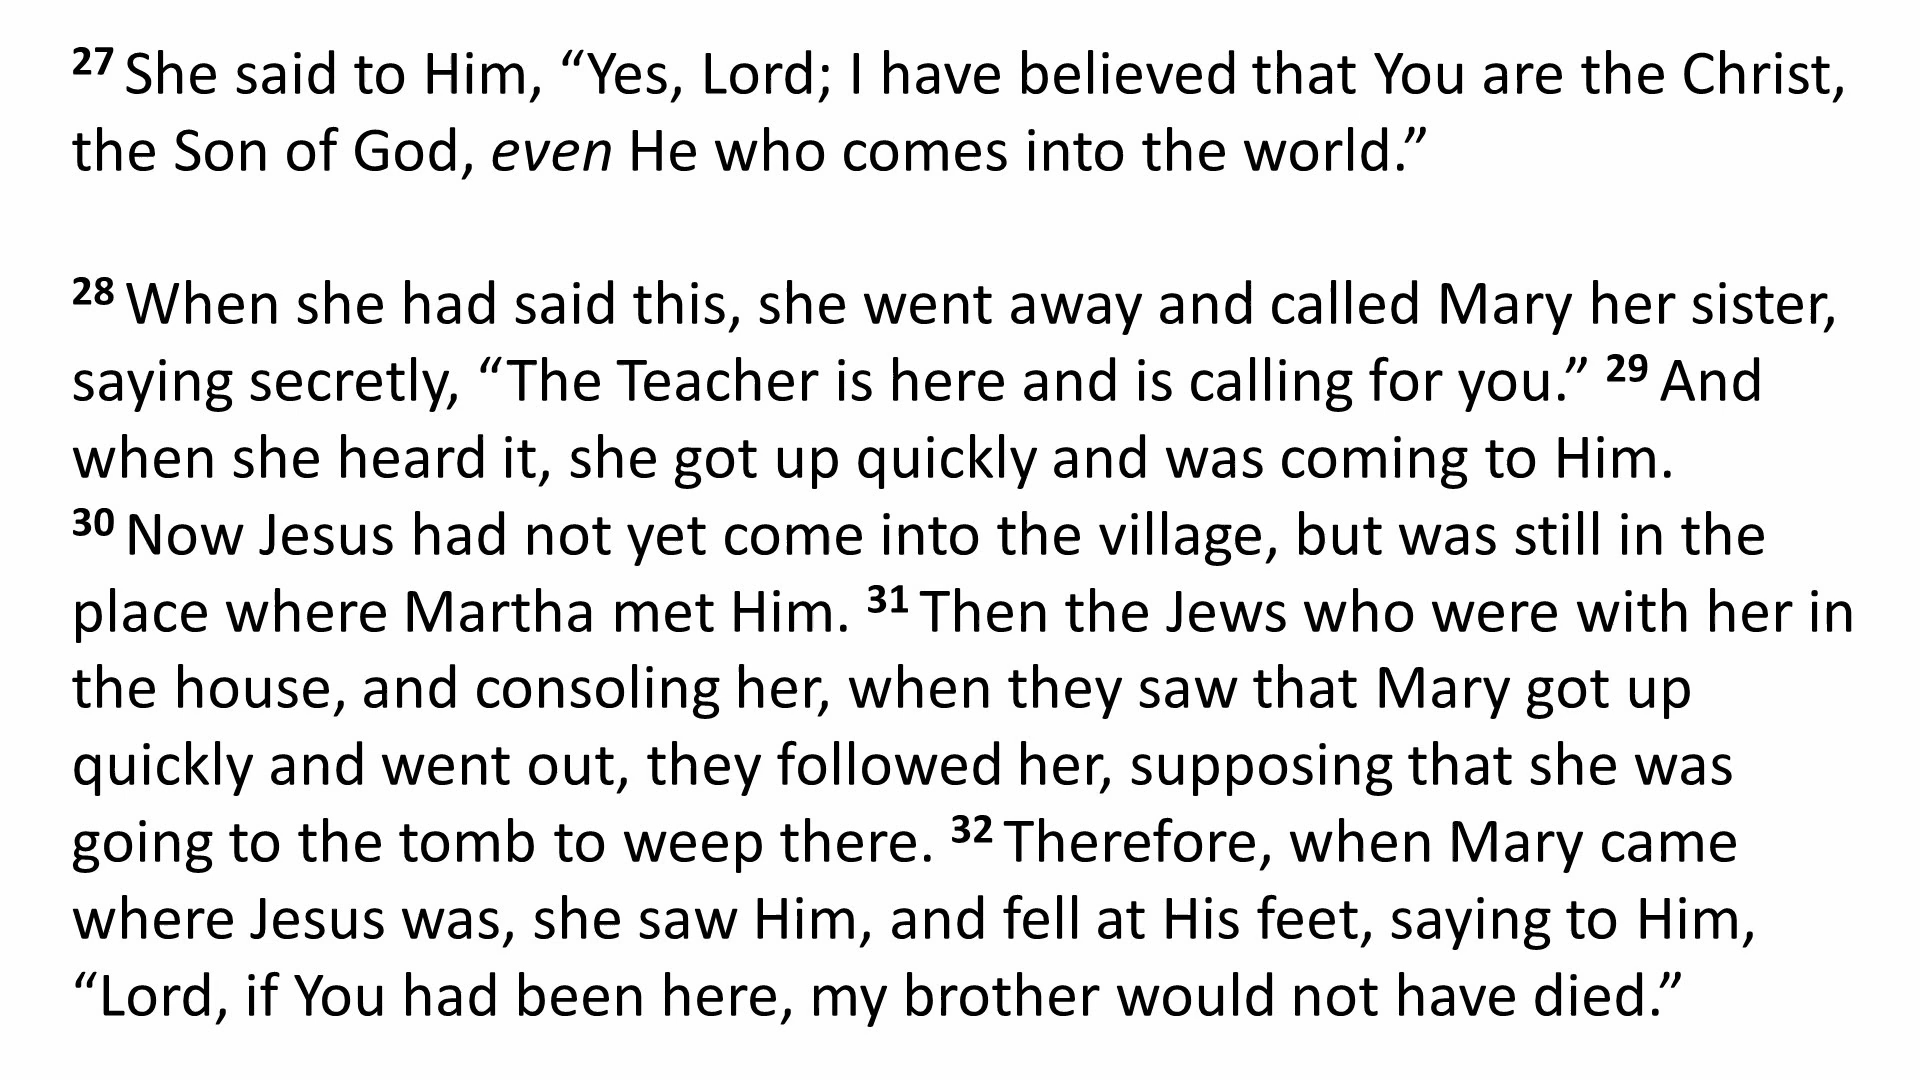 27 She said to Him, “Yes, Lord; I have believed that You are the Christ,
the Son of God, even He who comes into the world.”
28 When she had said this, she went away and called Mary her sister,
saying secretly, “The Teacher is here and is calling for you.” 29 And
when she heard it, she got up quickly and was coming to Him.
30 Now Jesus had not yet come into the village, but was still in the
place where Martha met Him. 31 Then the Jews who were with her in
the house, and consoling her, when they saw that Mary got up
quickly and went out, they followed her, supposing that she was
going to the tomb to weep there. 32 Therefore, when Mary came
where Jesus was, she saw Him, and fell at His feet, saying to Him,
“Lord, if You had been here, my brother would not have died.”